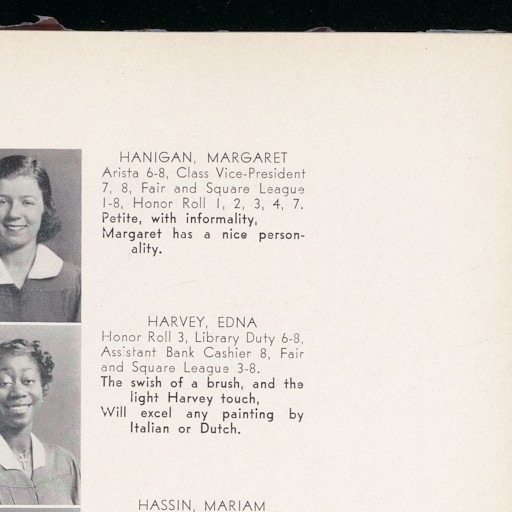 HANIGAN, MARGARET
Arista 6-8, Class Vice-President
7, 8, Fair and Square League
1-8, Honor Roll 1, 2, 3, 4, 7.
Petite, with informality,
Margaret has a nice person-
ality.
HARVEY, EDNA
Honor Roll 3, Library Duty 6-8,
Assistant Bank Cashier 8, Fair
and Square League 3-8.
The swish of a brush, and the
light Harvey touch,
Will excel any painting by
Italian or Dutch.
HASSIN, MARIAM